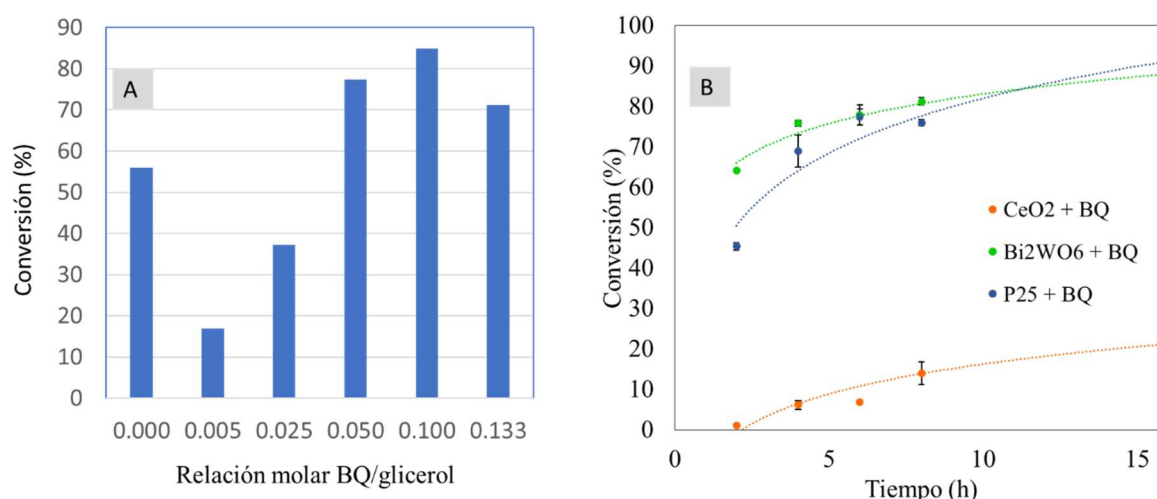 A
Conversión (%)
90
80
70
60
50
40
30
20
10
0
0.000 0.005 0.025 0.050 0.100 0.133
Relación molar BQ/glicerol
B
Conversión (%)
100
90
80
70
60
50
40
30
20
10
0
CeO2 + BQ
Bi2WO6 + BQ
P25 + BQ
0 5 10 15
Tiempo (h)